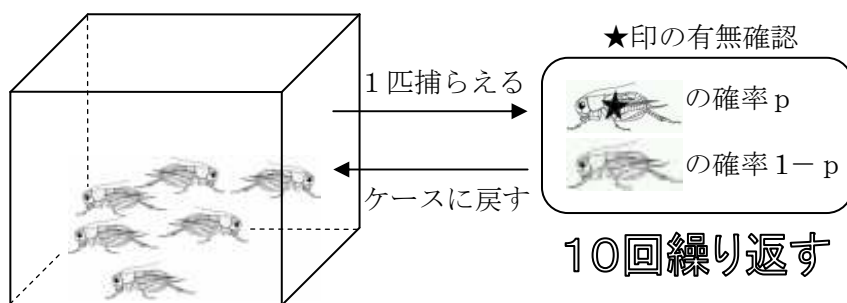 ★印の有無確認
1匹捕らえる
の確率p
の確率1−p
ケースに戻す
10回繰り返す